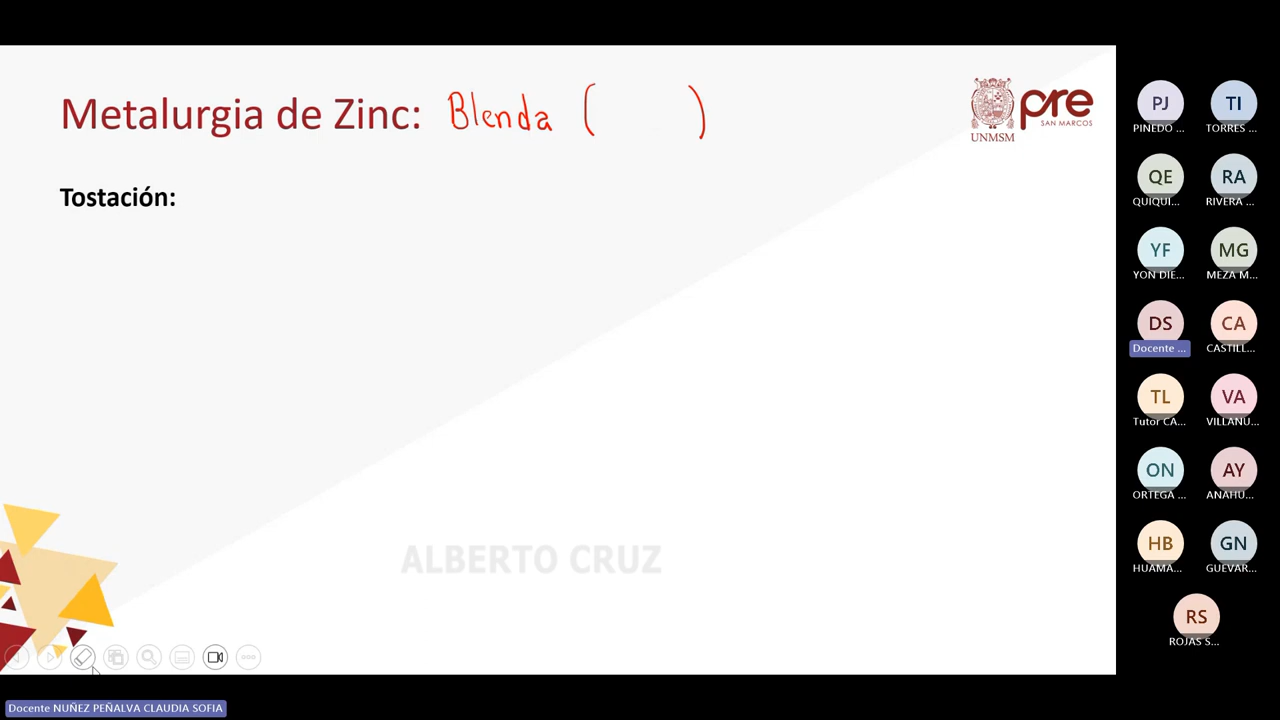 Metalurgia de Zinc: Blenda ( )
pre
SAN MARCOS
UNMSM
Tostación:
ALBERTO CRUZ
PJ
PINEDO ...
TI
TORRES ...
QE
QUIQUI...
RA
RIVERA ...
YF
YON DIE...
MG
MEZA M...
DS
Docente ...
CA
CASTILL...
TL
Tutor CA...
VA
VILLANU...
ON
ORTEGA ...
AY
ANAHU...
HB
HUAMA...
GN
GUEVAR...
RS
ROJAS S...
Docente NUÑEZ PEÑALVA CLAUDIA SOFIA